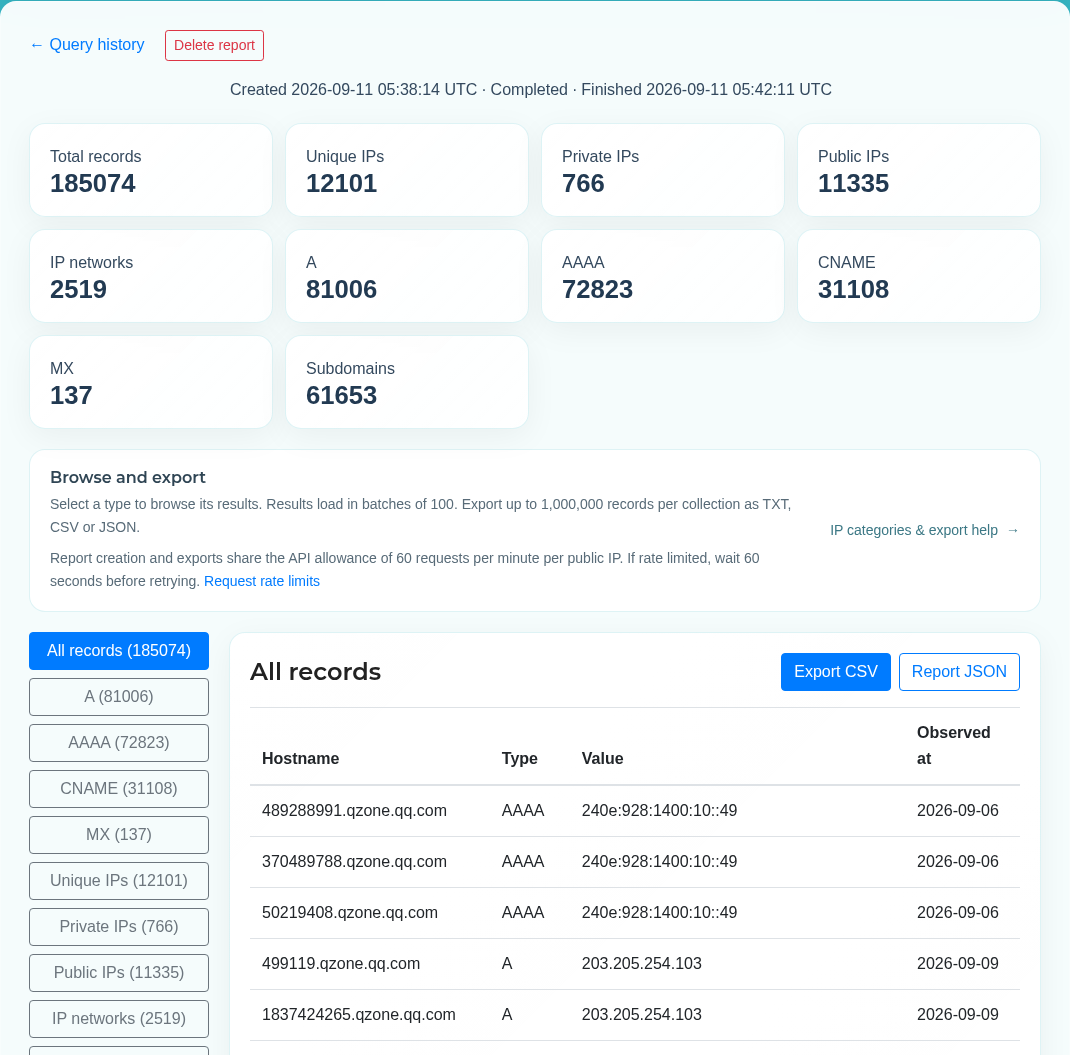 ← Query history
Delete report
Created 2026-09-11 05:38:14 UTC · Completed · Finished 2026-09-11 05:42:11 UTC
Total records
185074
Unique IPs
12101
Private IPs
766
Public IPs
11335
IP networks
2519
A
81006
AAAA
72823
CNAME
31108
MX
137
Subdomains
61653
Browse and export
Select a type to browse its results. Results load in batches of 100. Export up to 1,000,000 records per collection as TXT,
CSV or JSON.
Report creation and exports share the API allowance of 60 requests per minute per public IP. If rate limited, wait 60
seconds before retrying. Request rate limits
IP categories & export help →
All records (185074)
A (81006)
AAAA (72823)
CNAME (31108)
MX (137)
Unique IPs (12101)
Private IPs (766)
Public IPs (11335)
IP networks (2519)
All records
Export CSV
Report JSON
Hostname Type Value Observed at
489288991.qzone.qq.com AAAA 240e:928:1400:10::49 2026-09-06
370489788.qzone.qq.com AAAA 240e:928:1400:10::49 2026-09-06
50219408.qzone.qq.com AAAA 240e:928:1400:10::49 2026-09-06
499119.qzone.qq.com A 203.205.254.103 2026-09-09
1837424265.qzone.qq.com A 203.205.254.103 2026-09-09